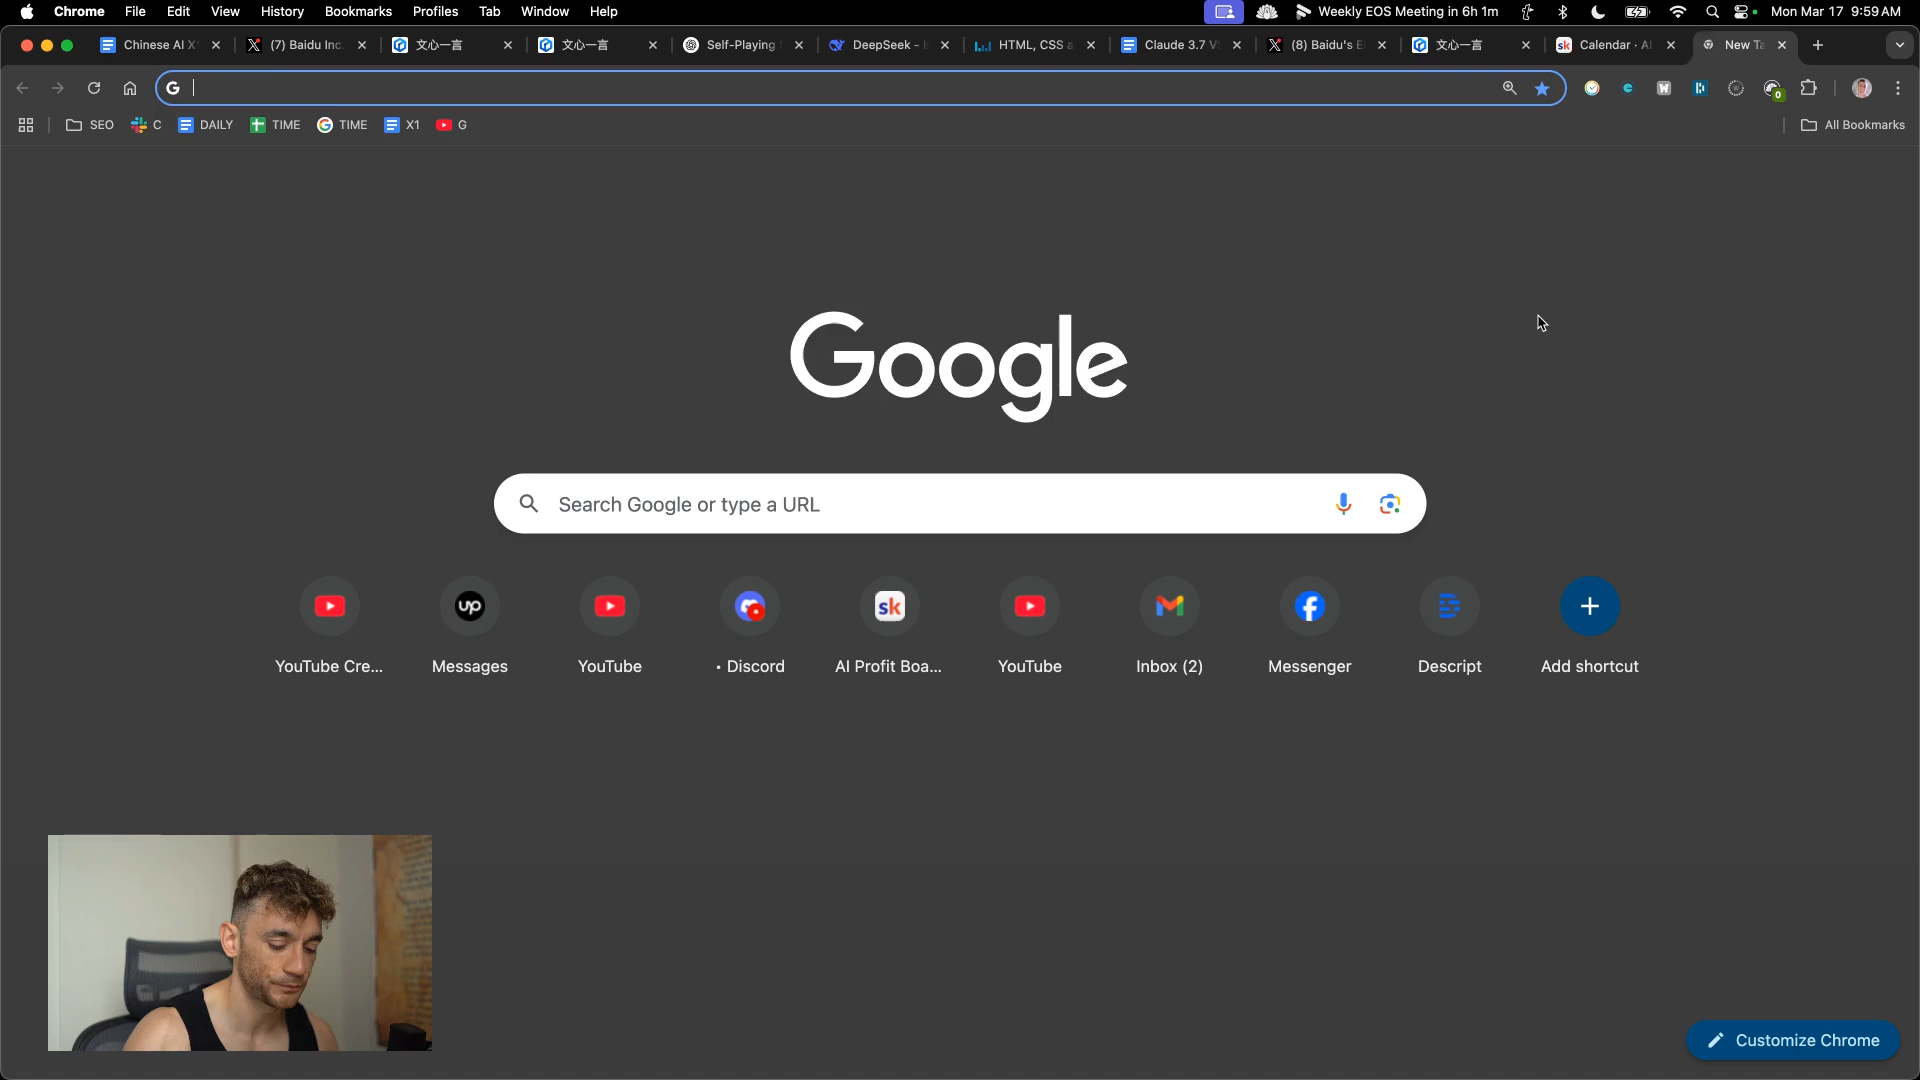 Chrome File Edit View History Bookmarks Profiles Tab Window Help Weekly EOS Meeting in 6h 1m Mon Mar 17 9:59 AM
Chinese AI X (7) Baidu Inc. 文心一言 文心一言 Self-Playing DeepSeek - HTML, CSS a Claude 3.7 V (8) Baidu's E 文心一言 Calendar · A New Ta
G
W
0
SEO C DAILY TIME TIME X1 G All Bookmarks
Google
Search Google or type a URL
up
sk
YouTube Cre... Messages YouTube • Discord AI Profit Boa... YouTube Inbox (2) Messenger Descript Add shortcut
Customize Chrome